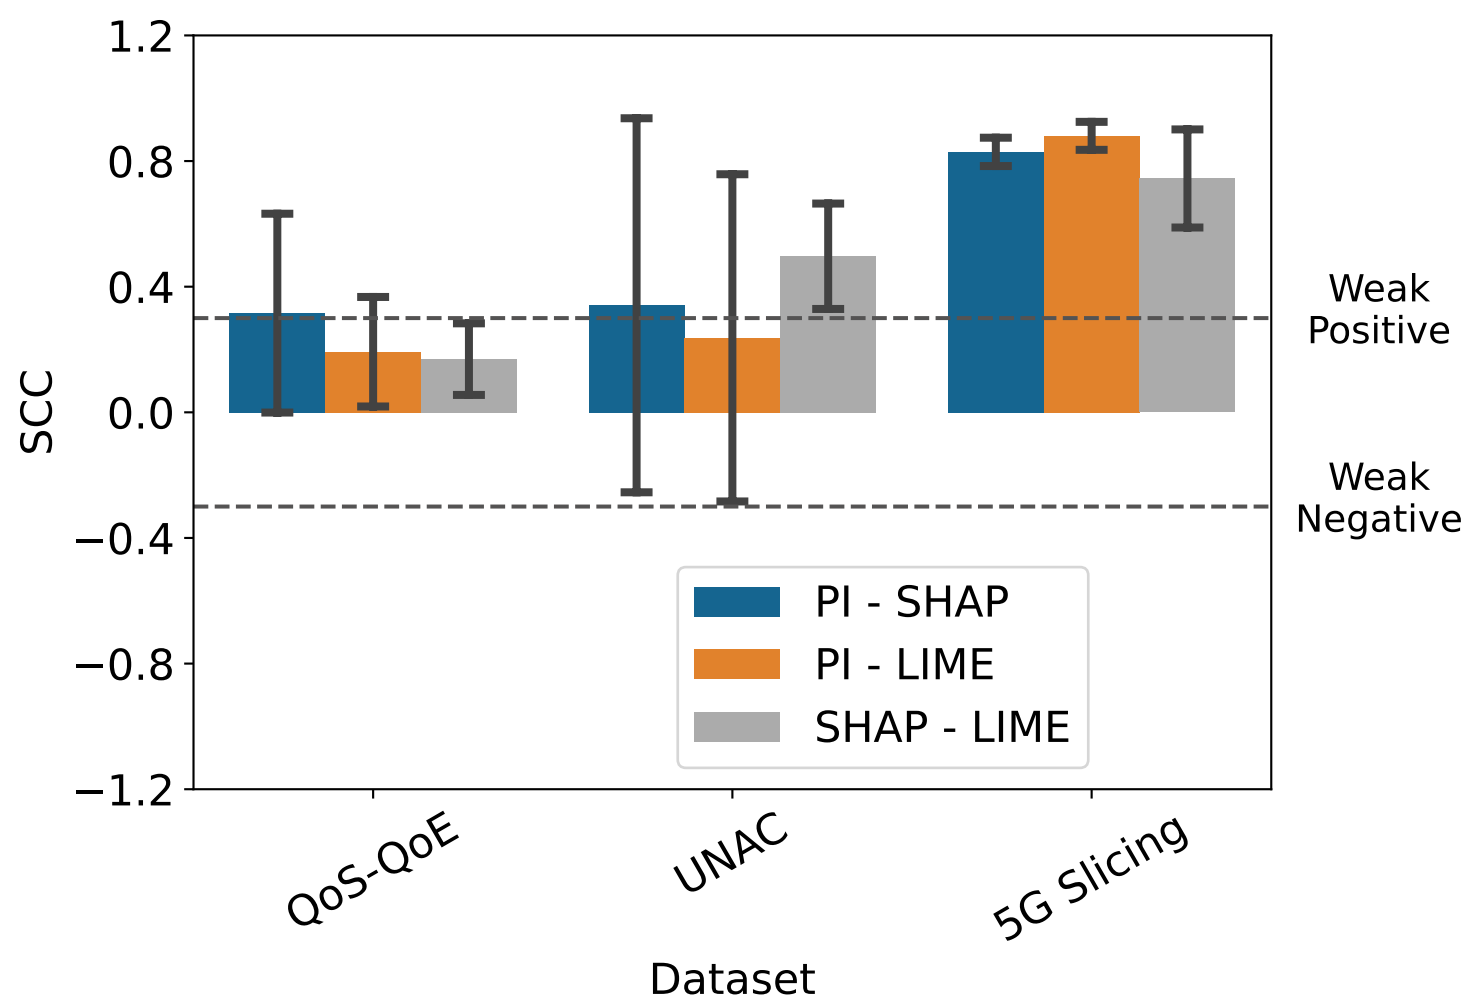 1.2
0.8
0.4
0.0
−0.4
−0.8
−1.2
SCC
Weak
Positive
Weak
Negative
PI - SHAP
PI - LIME
SHAP - LIME
QoS-QoE
UNAC
5G Slicing
Dataset